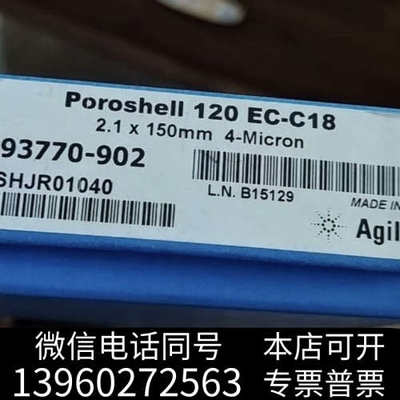 Poroshell 120 EC-C18
2.1 x 150mm 4-Micron
93770-902
SHJR01040
L.N. B15129
MADE IN
Agil
微信电话同号 本店可开
13960272563 专票普票